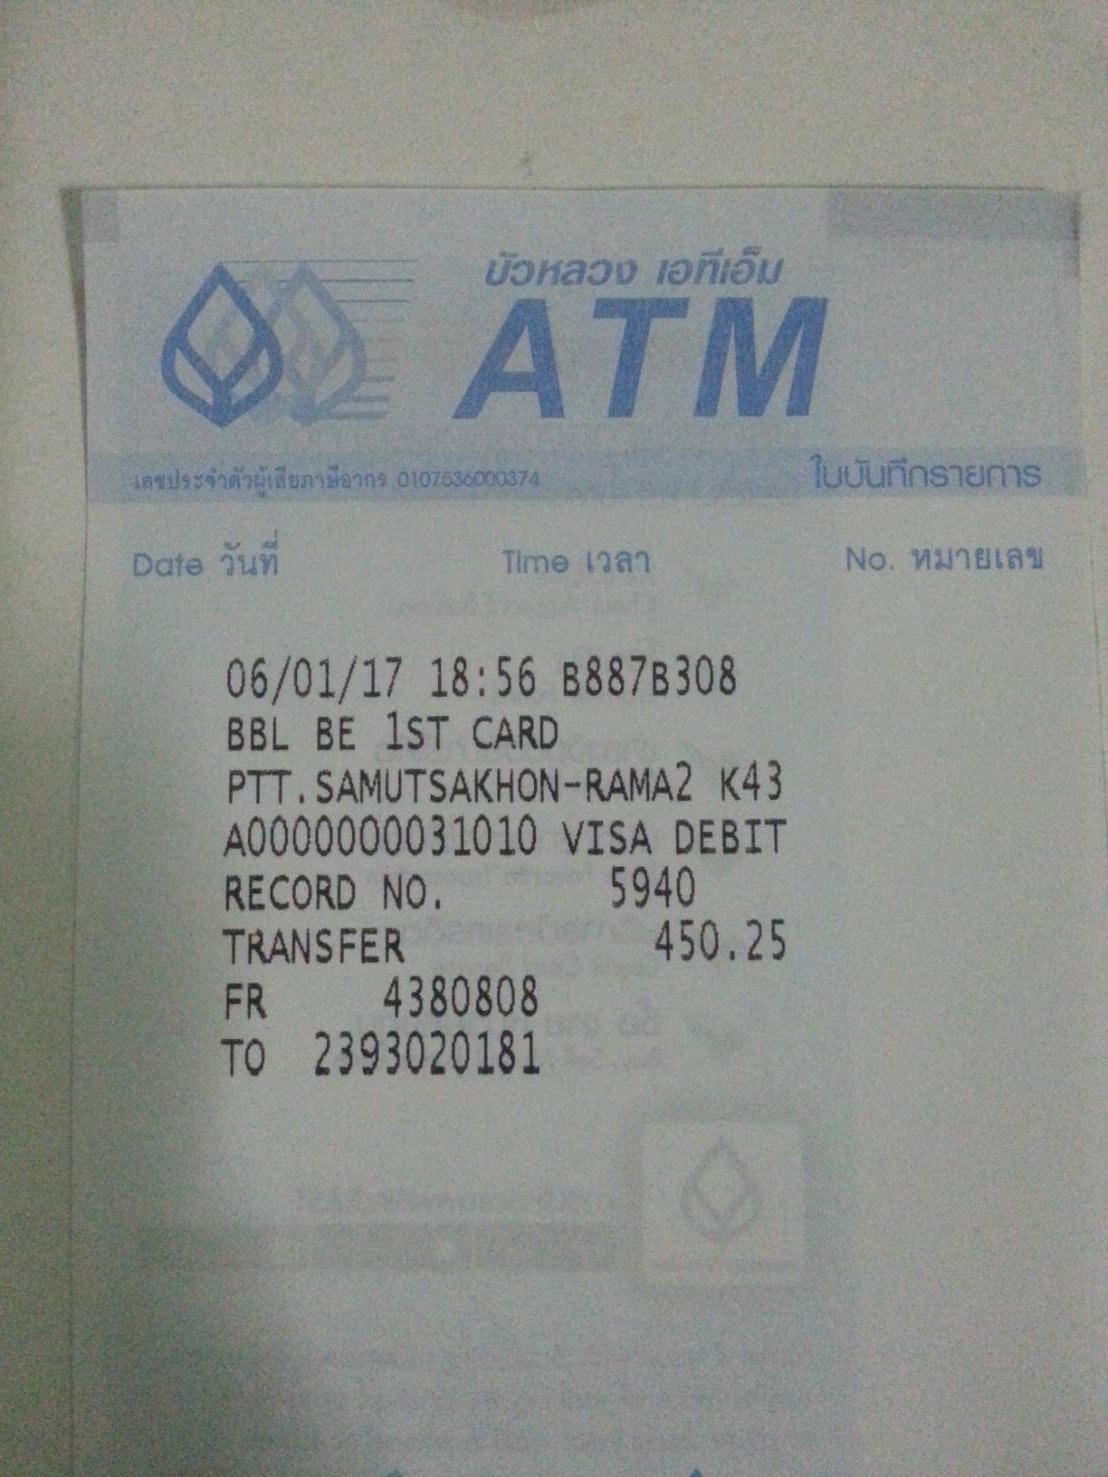 บัวหลวง เอทีเอ็ม
ATM
เลขประจำตัวผู้เสียภาษีอากร 0107536000374
ใบบันทึกรายการ
Date วันที่ Time เวลา No. หมายเลข
06/01/17 18:56 B887B308
BBL BE 1ST CARD
PTT.SAMUTSAKHON-RAMA2 K43
A0000000031010 VISA DEBIT
RECORD NO. 5940
TRANSFER 450.25
FR 4380808
TO 2393020181